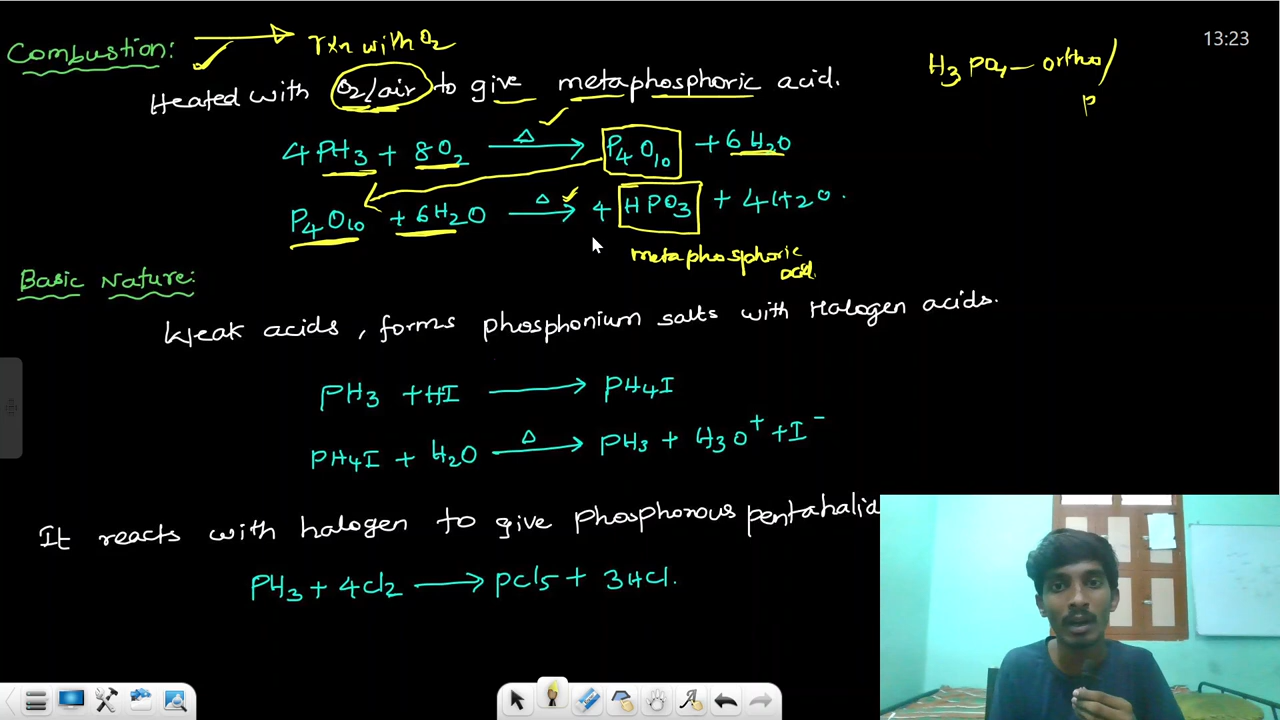 13:23
Combustion: rxn with O2
H3PO4 - ortho/
P
Heated with O2/air to give metaphosphoric acid.
4PH3 + 8O2 Δ→ P4O10 + 6H2O
P4O10 + 6H2O Δ→ 4 HPO3 + 4H2O.
metaphosphoric
acid.
Basic Nature:
Weak acids, forms phosphonium salts with Halogen acids.
PH3 + HI → PH4I
PH4I + H2O Δ→ PH3 + H3O+ + I-
It reacts with halogen to give phosphorous pentahalid
PH3 + 4Cl2 → PCl5 + 3HCl.